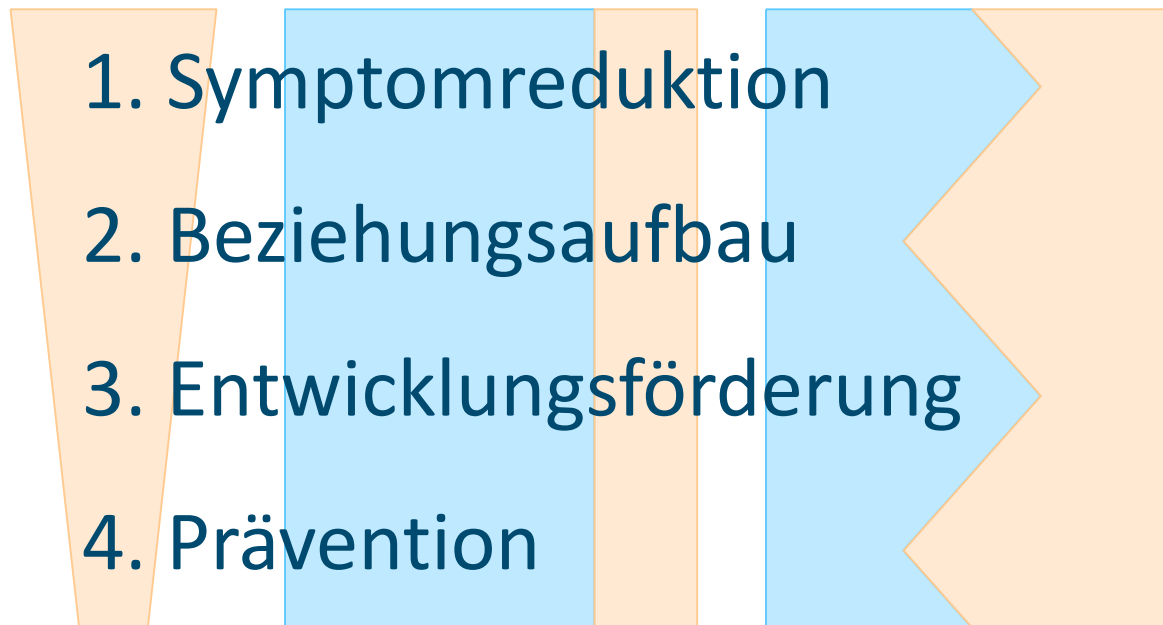 1. Symptomreduktion
2. Beziehungsaufbau
3. Entwicklungsförderung
4. Prävention